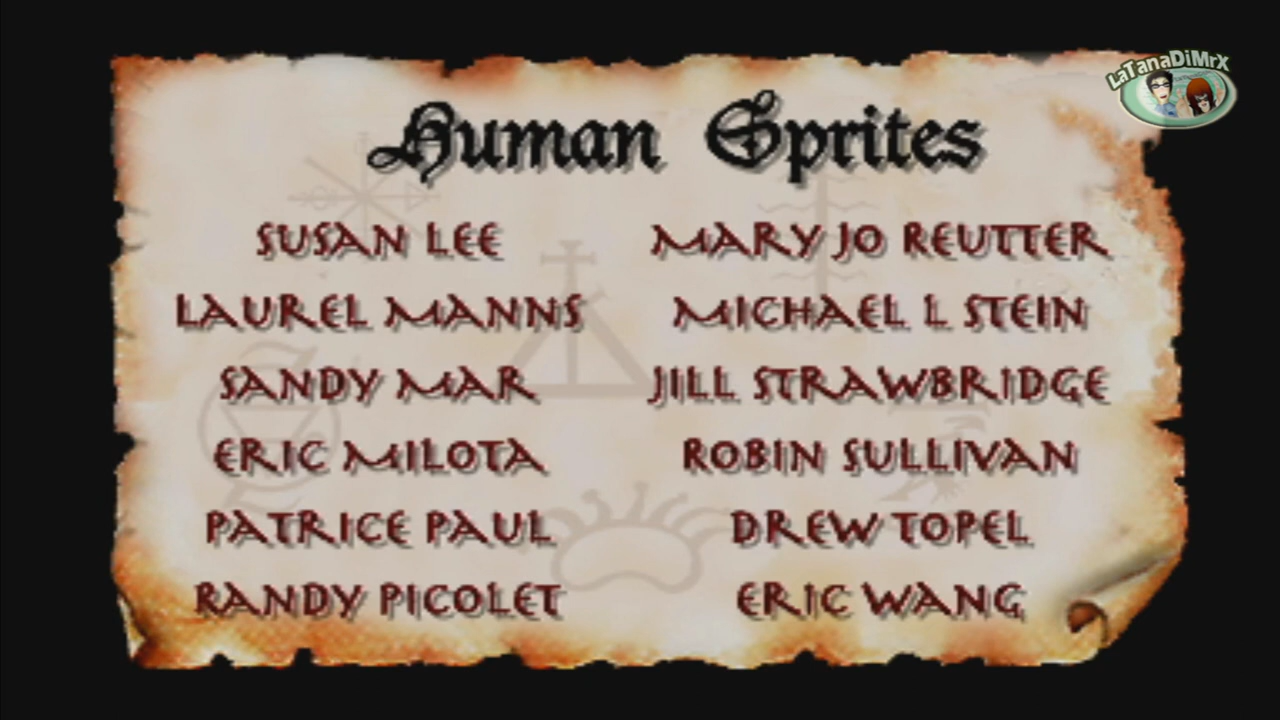 LaTanaDiMrX
Human Sprites
SUSAN LEE
MARY JO REUTTER
LAUREL MANNS
MICHAEL L STEIN
SANDY MAR
JILL STRAWBRIDGE
ERIC MILOTA
ROBIN SULLIVAN
PATRICE PAUL
DREW TOPEL
RANDY PICOLET
ERIC WANG